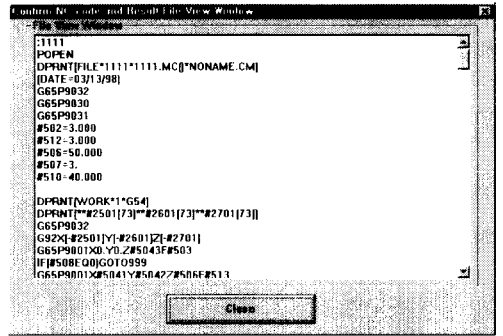 Confirm NC code and Result File View Window
File View Window
:1111
POPEN
DPRNT[FILE*1111*1111.MC()*NONAME.CM]
(DATE=03/13/98)
G65P9032
G65P9030
G65P9031
#502=3.000
#512=3.000
#506=50.000
#507=3.
#510=40.000
DPRNT[WORK*1*G54]
DPRNT[**#2501[73]**#2601[73]**#2701[73]]
G65P9032
G92X[-#2501]Y[-#2601]Z[-#2701]
G65P9001X0.Y0.Z#5043F#503
IF[#508EQ0]GOTO999
G65P9001X#5041Y#5042Z#506F#513
Close